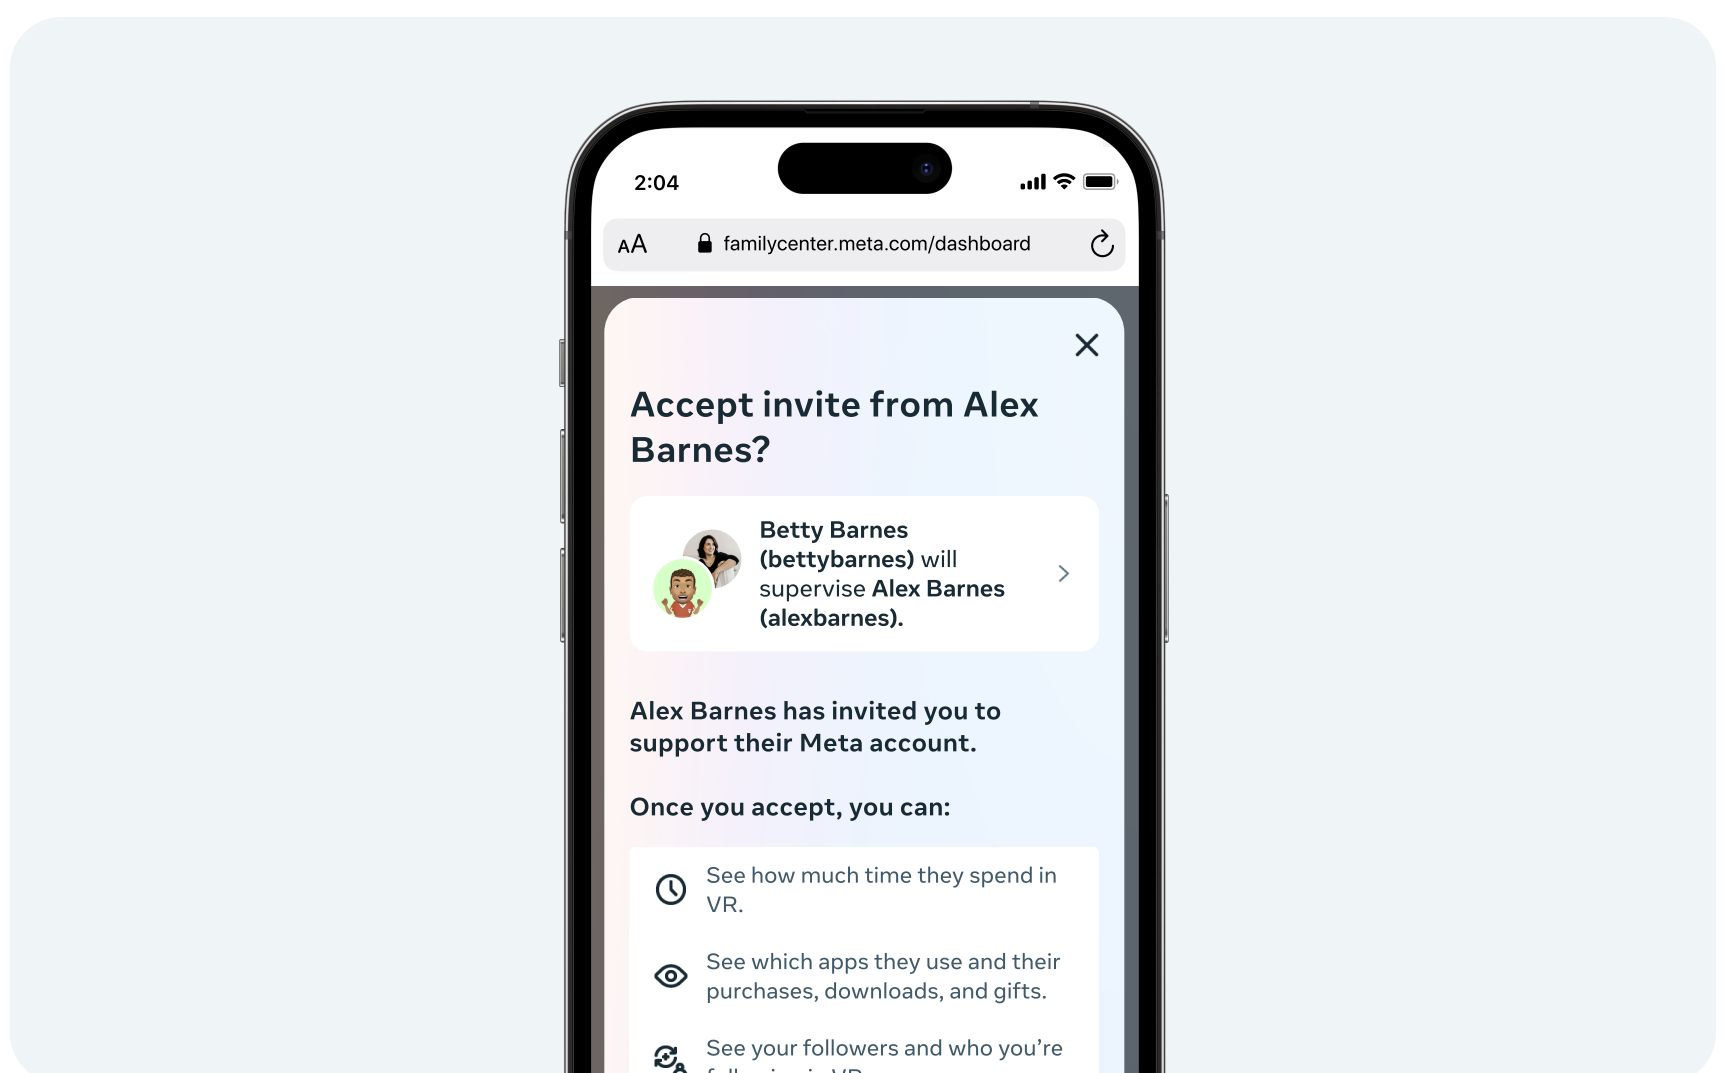 2:04
AA familycenter.meta.com/dashboard
Accept invite from Alex
Barnes?
Betty Barnes
(bettybarnes) will
supervise Alex Barnes
(alexbarnes).
Alex Barnes has invited you to
support their Meta account.
Once you accept, you can:
See how much time they spend in
VR.
See which apps they use and their
purchases, downloads, and gifts.
See your followers and who you’re
following in VR.